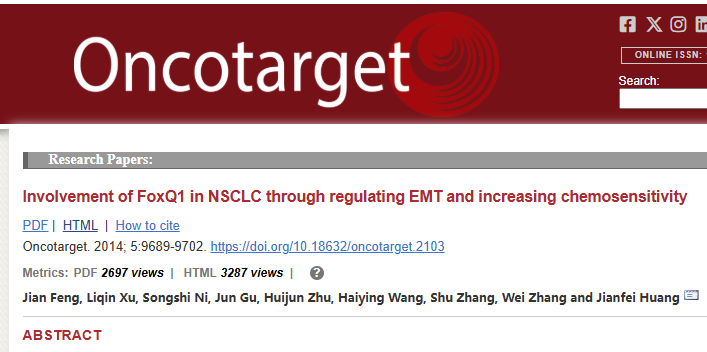 Oncotarget
ONLINE ISSN:
Search:
Research Papers:
Involvement of FoxQ1 in NSCLC through regulating EMT and increasing chemosensitivity
PDF | HTML | How to cite
Oncotarget. 2014; 5:9689-9702. https://doi.org/10.18632/oncotarget.2103
Metrics: PDF 2697 views | HTML 3287 views | ?
Jian Feng, Liqin Xu, Songshi Ni, Jun Gu, Huijun Zhu, Haiying Wang, Shu Zhang, Wei Zhang and Jianfei Huang
ABSTRACT